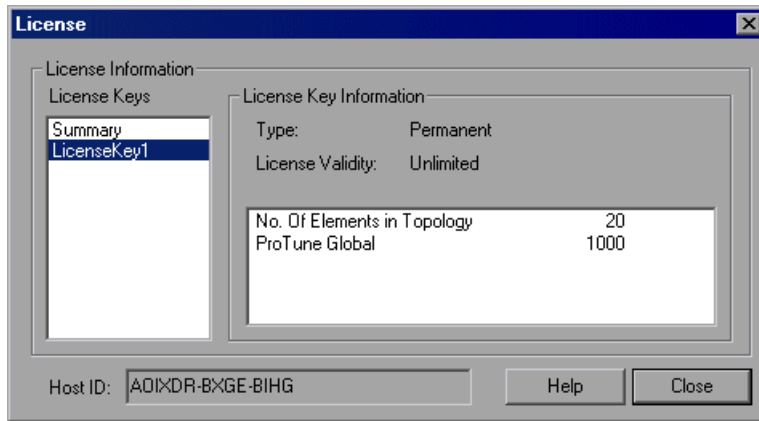 License
License Information
License Keys
Summary
LicenseKey1
License Key Information
Type: Permanent
License Validity: Unlimited
No. Of Elements in Topology 20
ProTune Global 1000
Host ID: AOIXDR-BXGE-BIHG
Help
Close